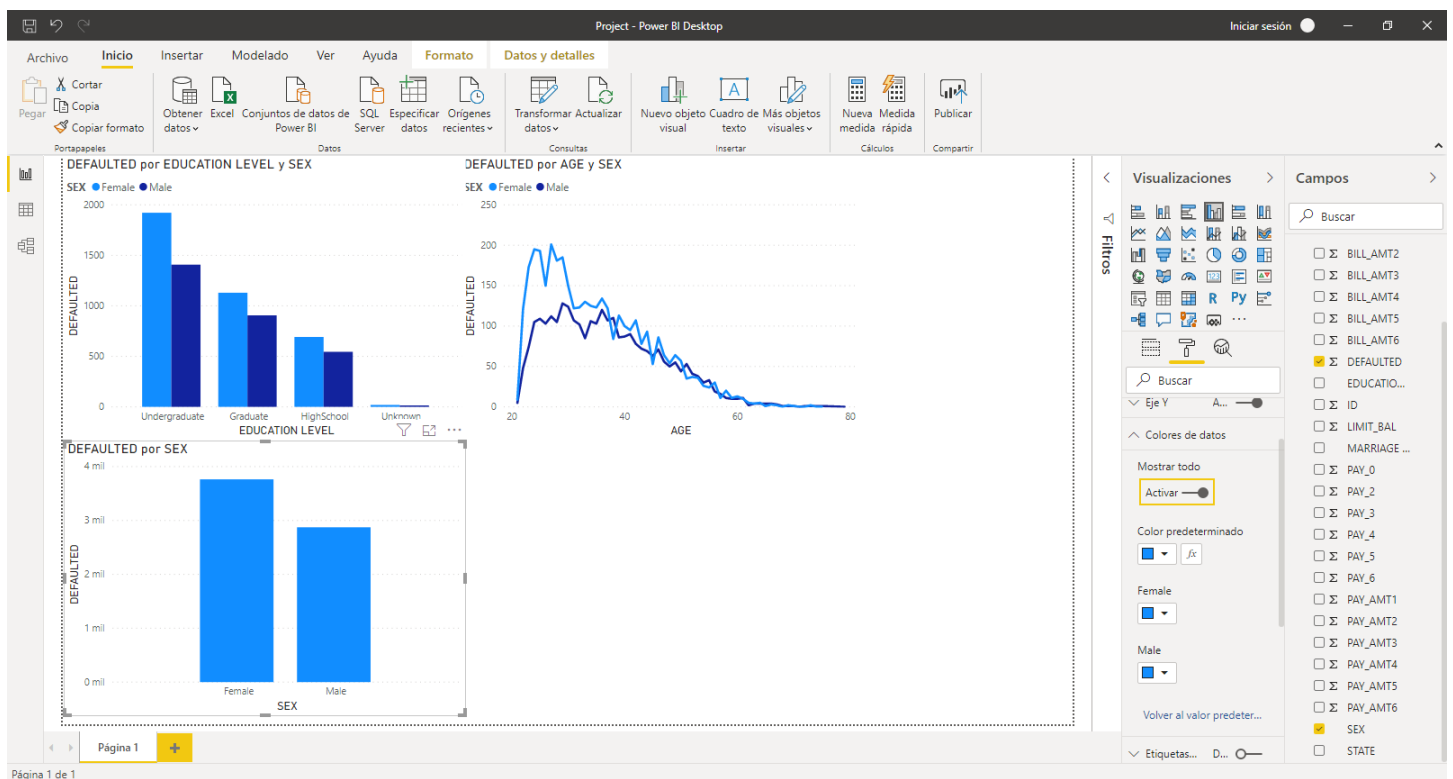 Project - Power BI Desktop
Iniciar sesión
Archivo Inicio Insertar Modelado Ver Ayuda Formato Datos y detalles
Pegar
Cortar
Copia
Copiar formato
Portapapeles
Obtener datos
Excel
Conjuntos de datos de Power BI
SQL Server
Especificar datos
Orígenes recientes
Datos
Transformar datos
Actualizar
Consultas
Nuevo objeto visual
Cuadro de texto
Más objetos visuales
Insertar
Nueva medida
Medida rápida
Cálculos
Publicar
Compartir
DEFAULTED por EDUCATION LEVEL y SEX
SEX Female Male
2000
1500
1000
500
0
DEFAULTED
Undergraduate Graduate HighSchool Unknown
EDUCATION LEVEL
DEFAULTED por AGE y SEX
SEX Female Male
250
200
150
100
50
0
DEFAULTED
20 40 60 80
AGE
DEFAULTED por SEX
4 mil
3 mil
2 mil
1 mil
0 mil
DEFAULTED
Female Male
SEX
Filtros
Visualizaciones
123
R Py
Buscar
Eje Y A...
Colores de datos
Mostrar todo
Activar
Color predeterminado
fx
Female
Male
Volver al valor predeter...
Etiquetas... D...
Campos
Buscar
Σ BILL_AMT2
Σ BILL_AMT3
Σ BILL_AMT4
Σ BILL_AMT5
Σ BILL_AMT6
Σ DEFAULTED
EDUCATIO...
Σ ID
Σ LIMIT_BAL
MARRIAGE ...
Σ PAY_0
Σ PAY_2
Σ PAY_3
Σ PAY_4
Σ PAY_5
Σ PAY_6
Σ PAY_AMT1
Σ PAY_AMT2
Σ PAY_AMT3
Σ PAY_AMT4
Σ PAY_AMT5
Σ PAY_AMT6
SEX
STATE
Página 1
Página 1 de 1